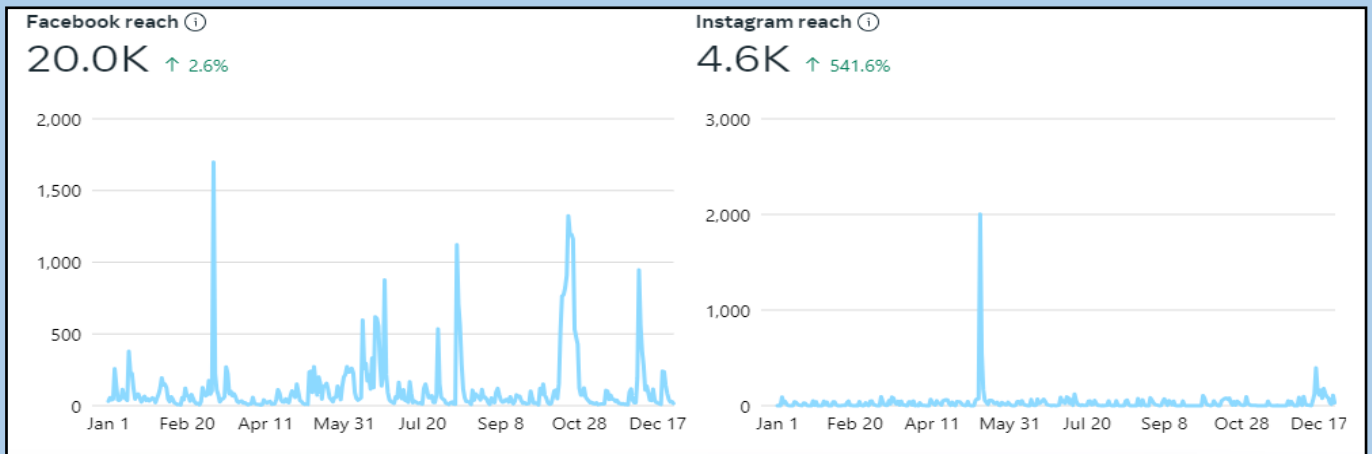 Facebook reach
20.0K ↑ 2.6%
2,000
1,500
1,000
500
0
Jan 1 Feb 20 Apr 11 May 31 Jul 20 Sep 8 Oct 28 Dec 17
Instagram reach
4.6K ↑ 541.6%
3,000
2,000
1,000
0
Jan 1 Feb 20 Apr 11 May 31 Jul 20 Sep 8 Oct 28 Dec 17